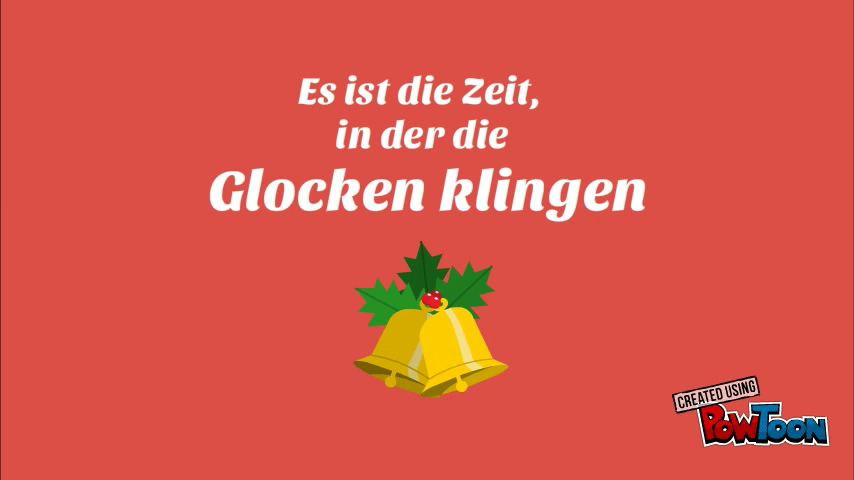 Es ist die Zeit,
in der die
Glocken klingen
CREATED USING
POWTOON